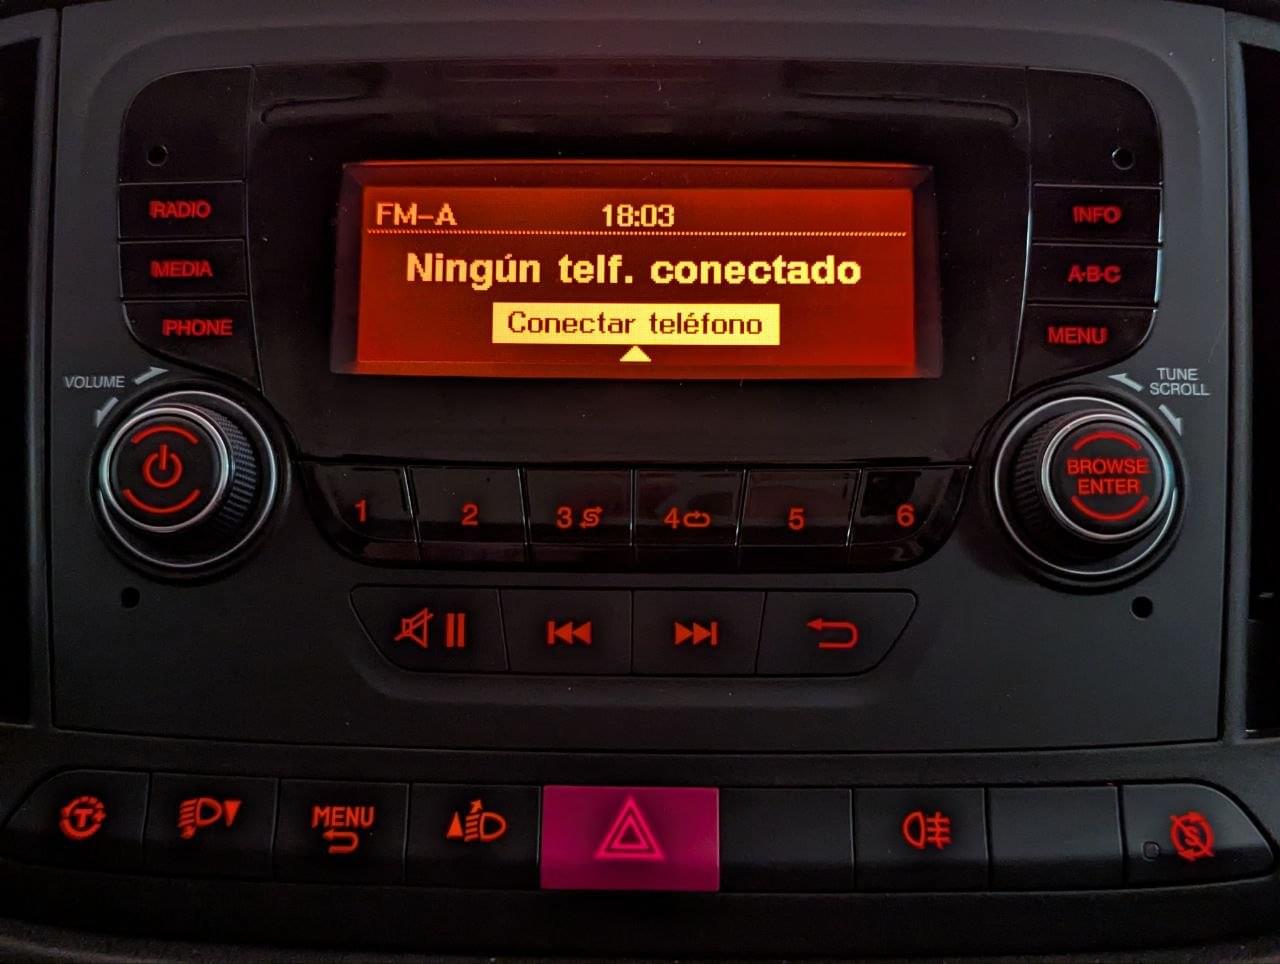 RADIO
MEDIA
PHONE
VOLUME
FM-A 18:03
Ningún telf. conectado
Conectar teléfono
INFO
A·B·C
MENU
TUNE
SCROLL
BROWSE
ENTER
1 2 3 4 5 6
MENU